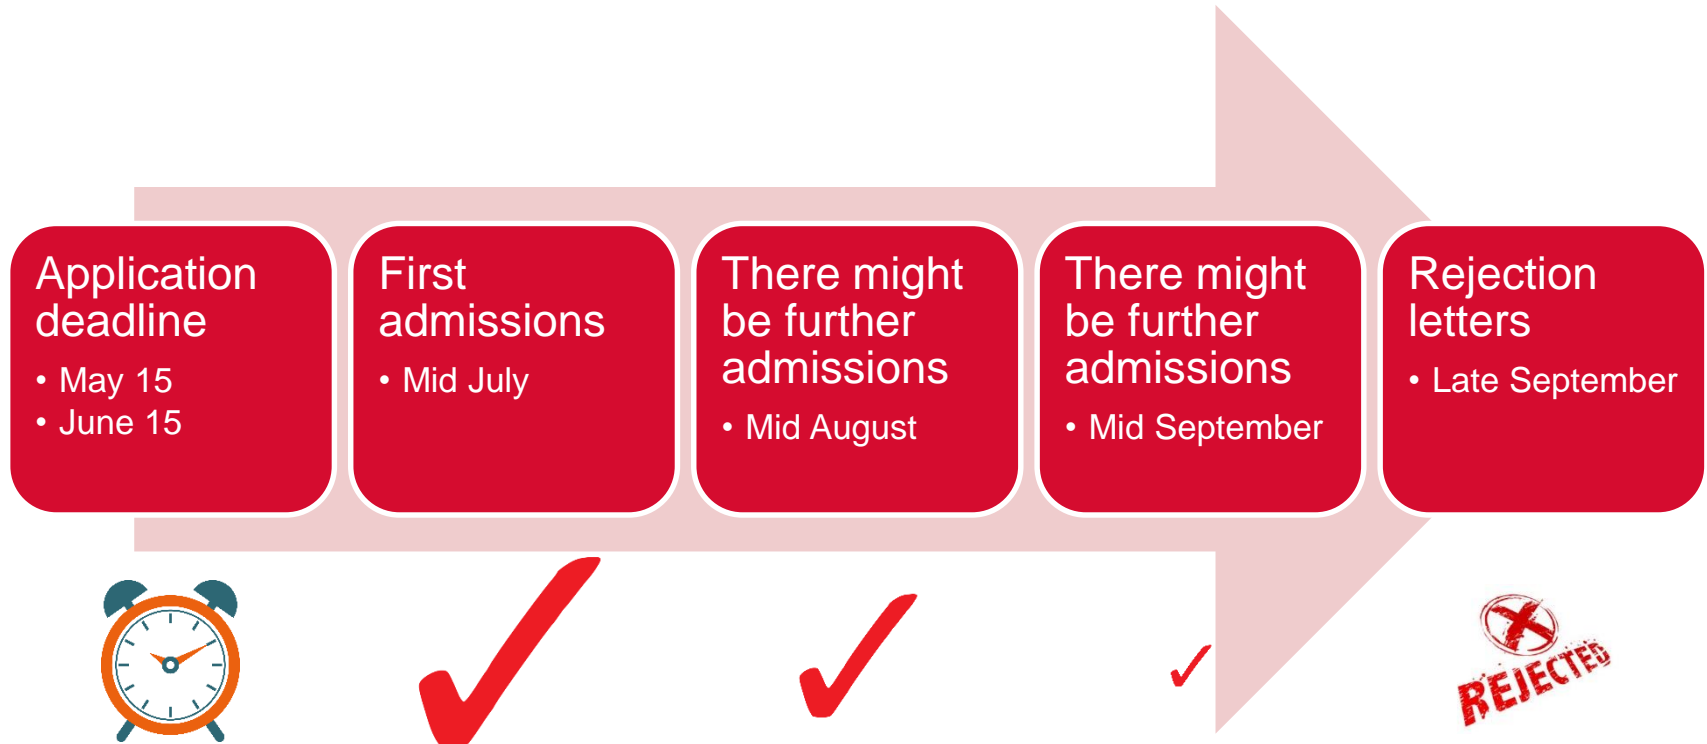 Application
deadline
• May 15
• June 15
First
admissions
• Mid July
There might
be further
admissions
• Mid August
There might
be further
admissions
• Mid September
Rejection
letters
• Late September
REJECTED